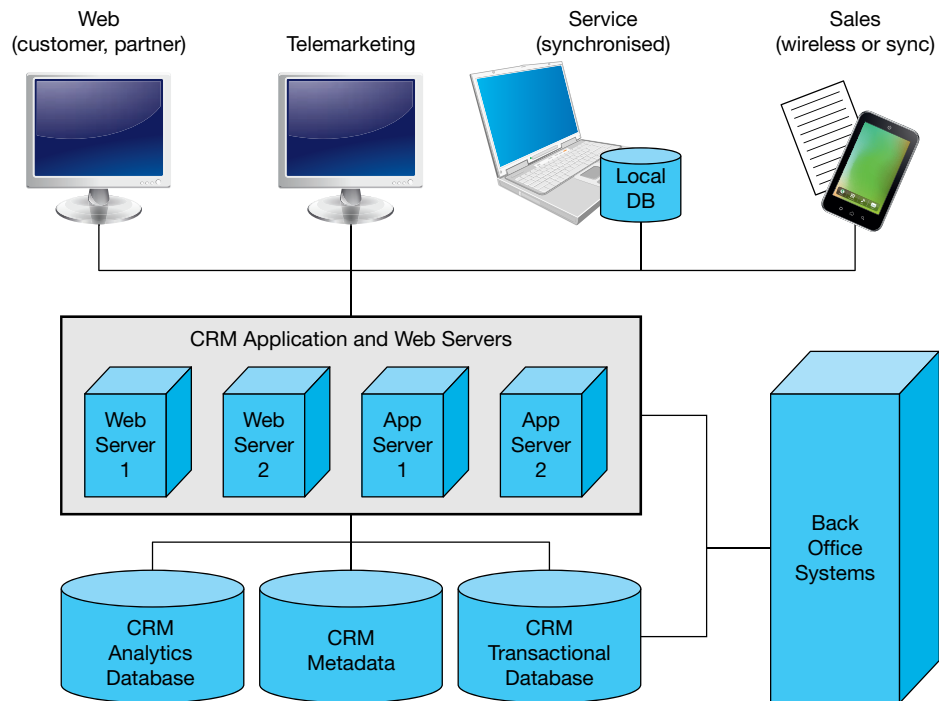 Web
(customer, partner)
Telemarketing
Service
(synchronised)
Sales
(wireless or sync)
Local
DB
CRM Application and Web Servers
Web
Server
1
Web
Server
2
App
Server
1
App
Server
2
Back
Office
Systems
CRM
Analytics
Database
CRM
Metadata
CRM
Transactional
Database